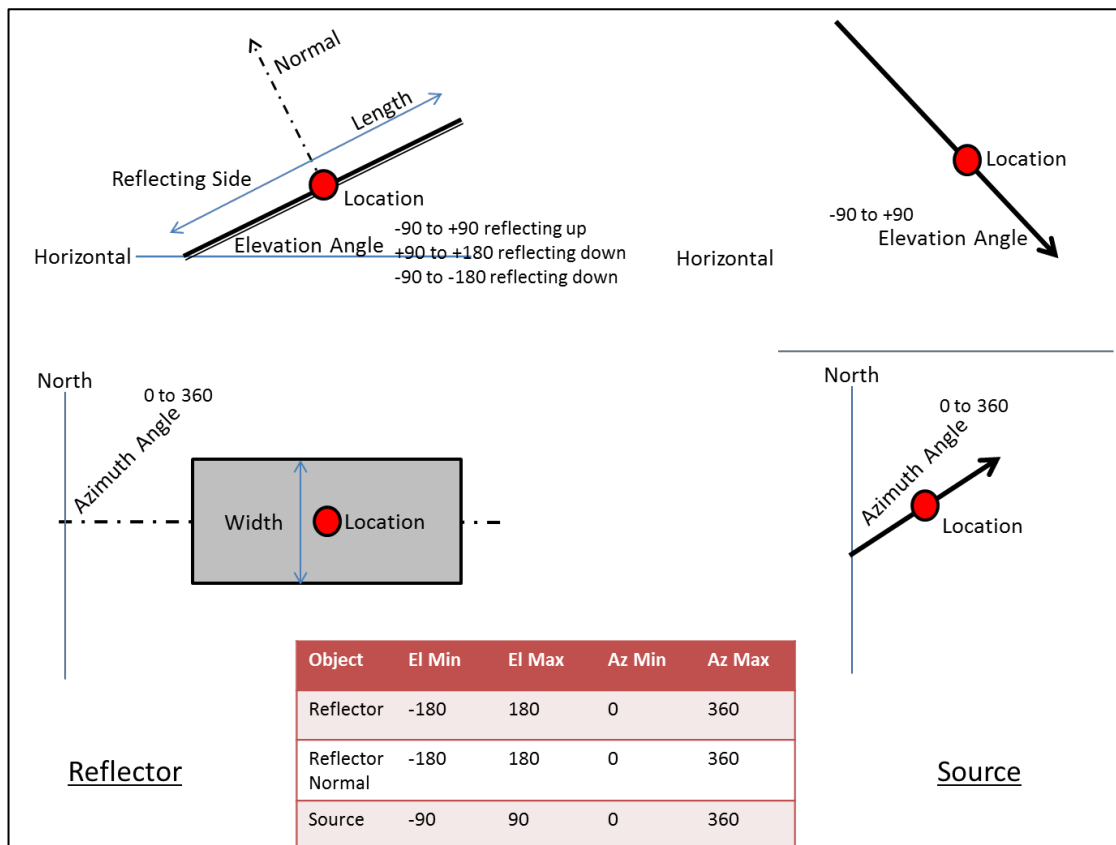 Normal
Length
Reflecting Side
Location
Elevation Angle
-90 to +90 reflecting up
+90 to +180 reflecting down
-90 to -180 reflecting down
Horizontal
Location
-90 to +90
Elevation Angle
Horizontal
North
0 to 360
Azimuth Angle
Width
Location
North
0 to 360
Azimuth Angle
Location
Object El Min El Max Az Min Az Max
Reflector -180 180 0 360
Reflector
Normal -180 180 0 360
Source -90 90 0 360
Reflector
Source